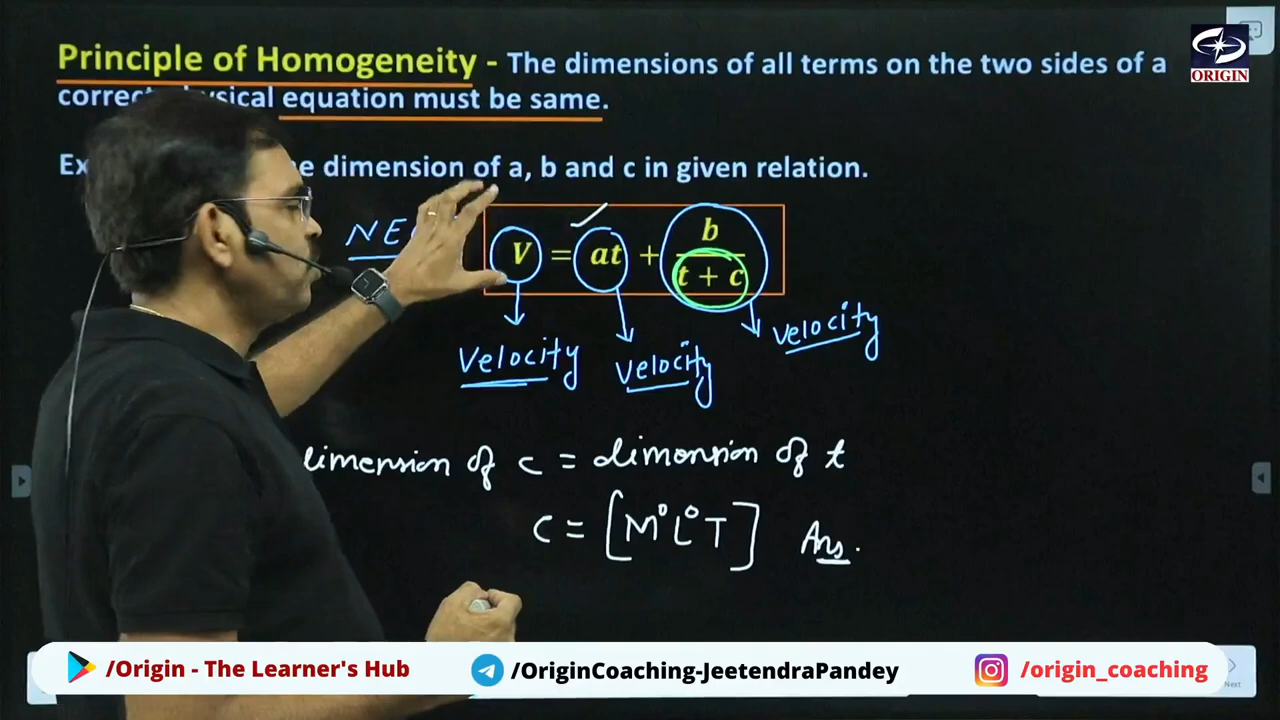 ORIGIN
Principle of Homogeneity - The dimensions of all terms on the two sides of a
correct physical equation must be same.
dimension of a, b and c in given relation.
V = at + b / (t + c)
velocity
velocity
velocity
dimension of c = dimension of t
C = [M⁰L⁰T] Ans.
/Origin - The Learner's Hub
/OriginCoaching-JeetendraPandey
/origin_coaching
Next